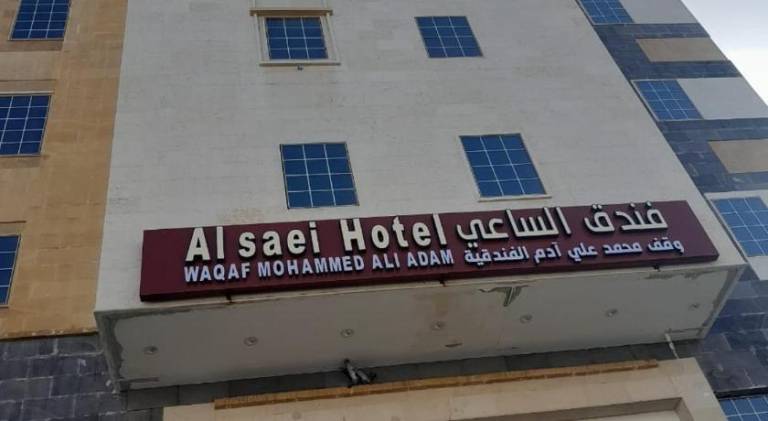 Al saei Hotel فندق الساعي
WAQAF MOHAMMED ALI ADAM وقف محمد علي آدم الفندقية